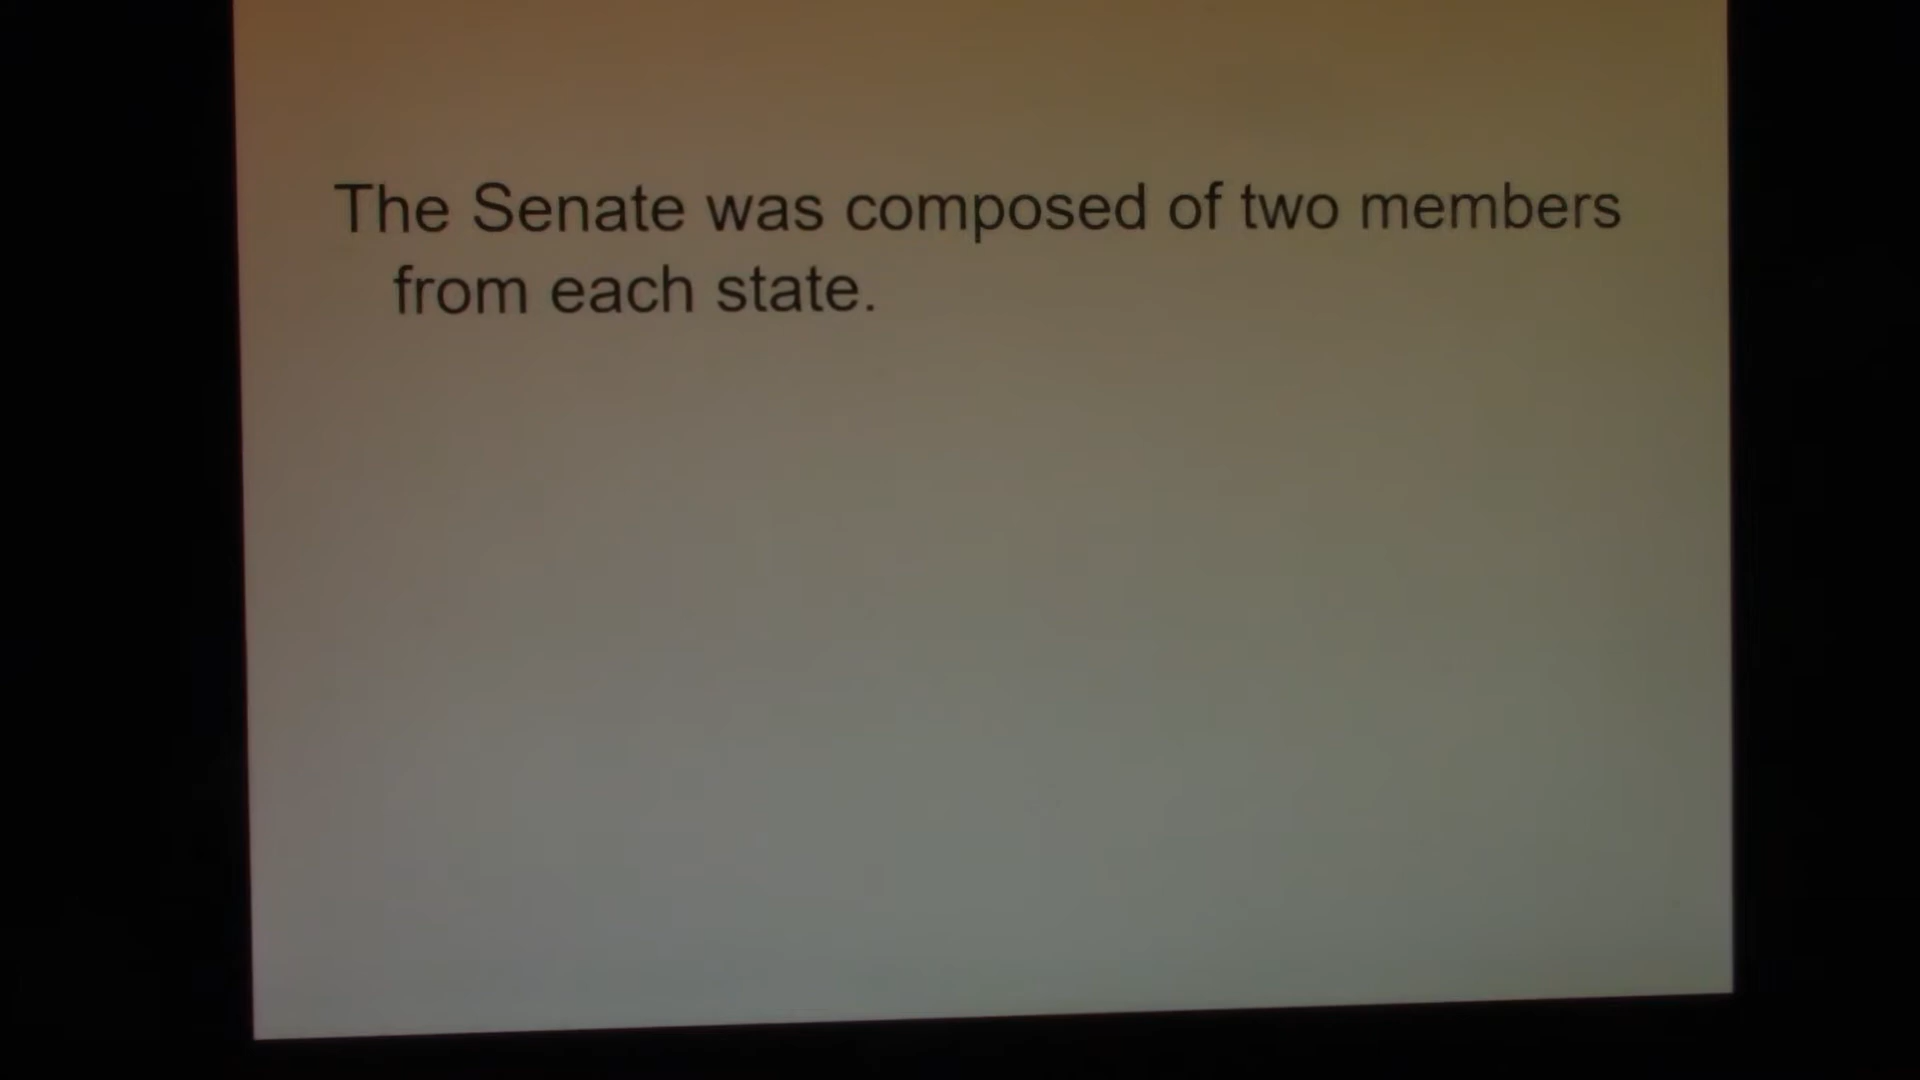 The Senate was composed of two members
from each state.